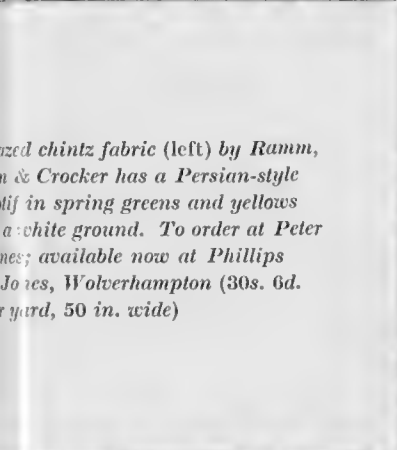 azed chintz fabric (left) by Ramm,
n & Crocker has a Persian-style
tif in spring greens and yellows
a white ground. To order at Peter
nes; available now at Phillips
Jones, Wolverhampton (30s. 6d.
r yard, 50 in. wide)